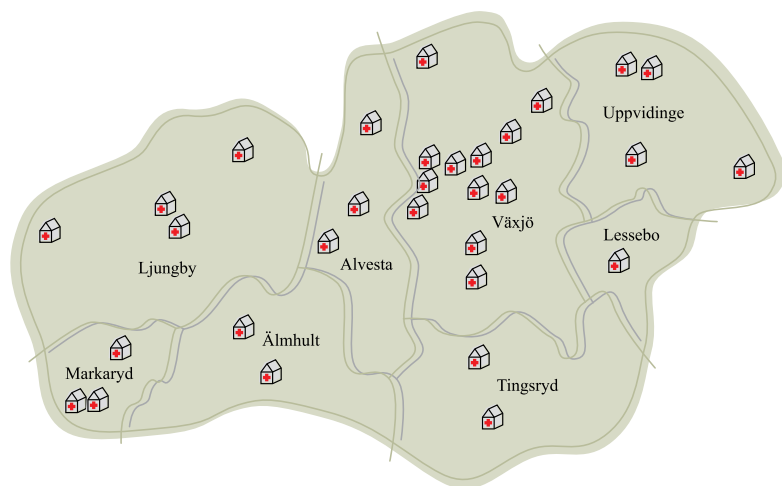 Uppvidinge
Växjö
Lessebo
Alvesta
Ljungby
Älmhult
Markaryd
Tingsryd